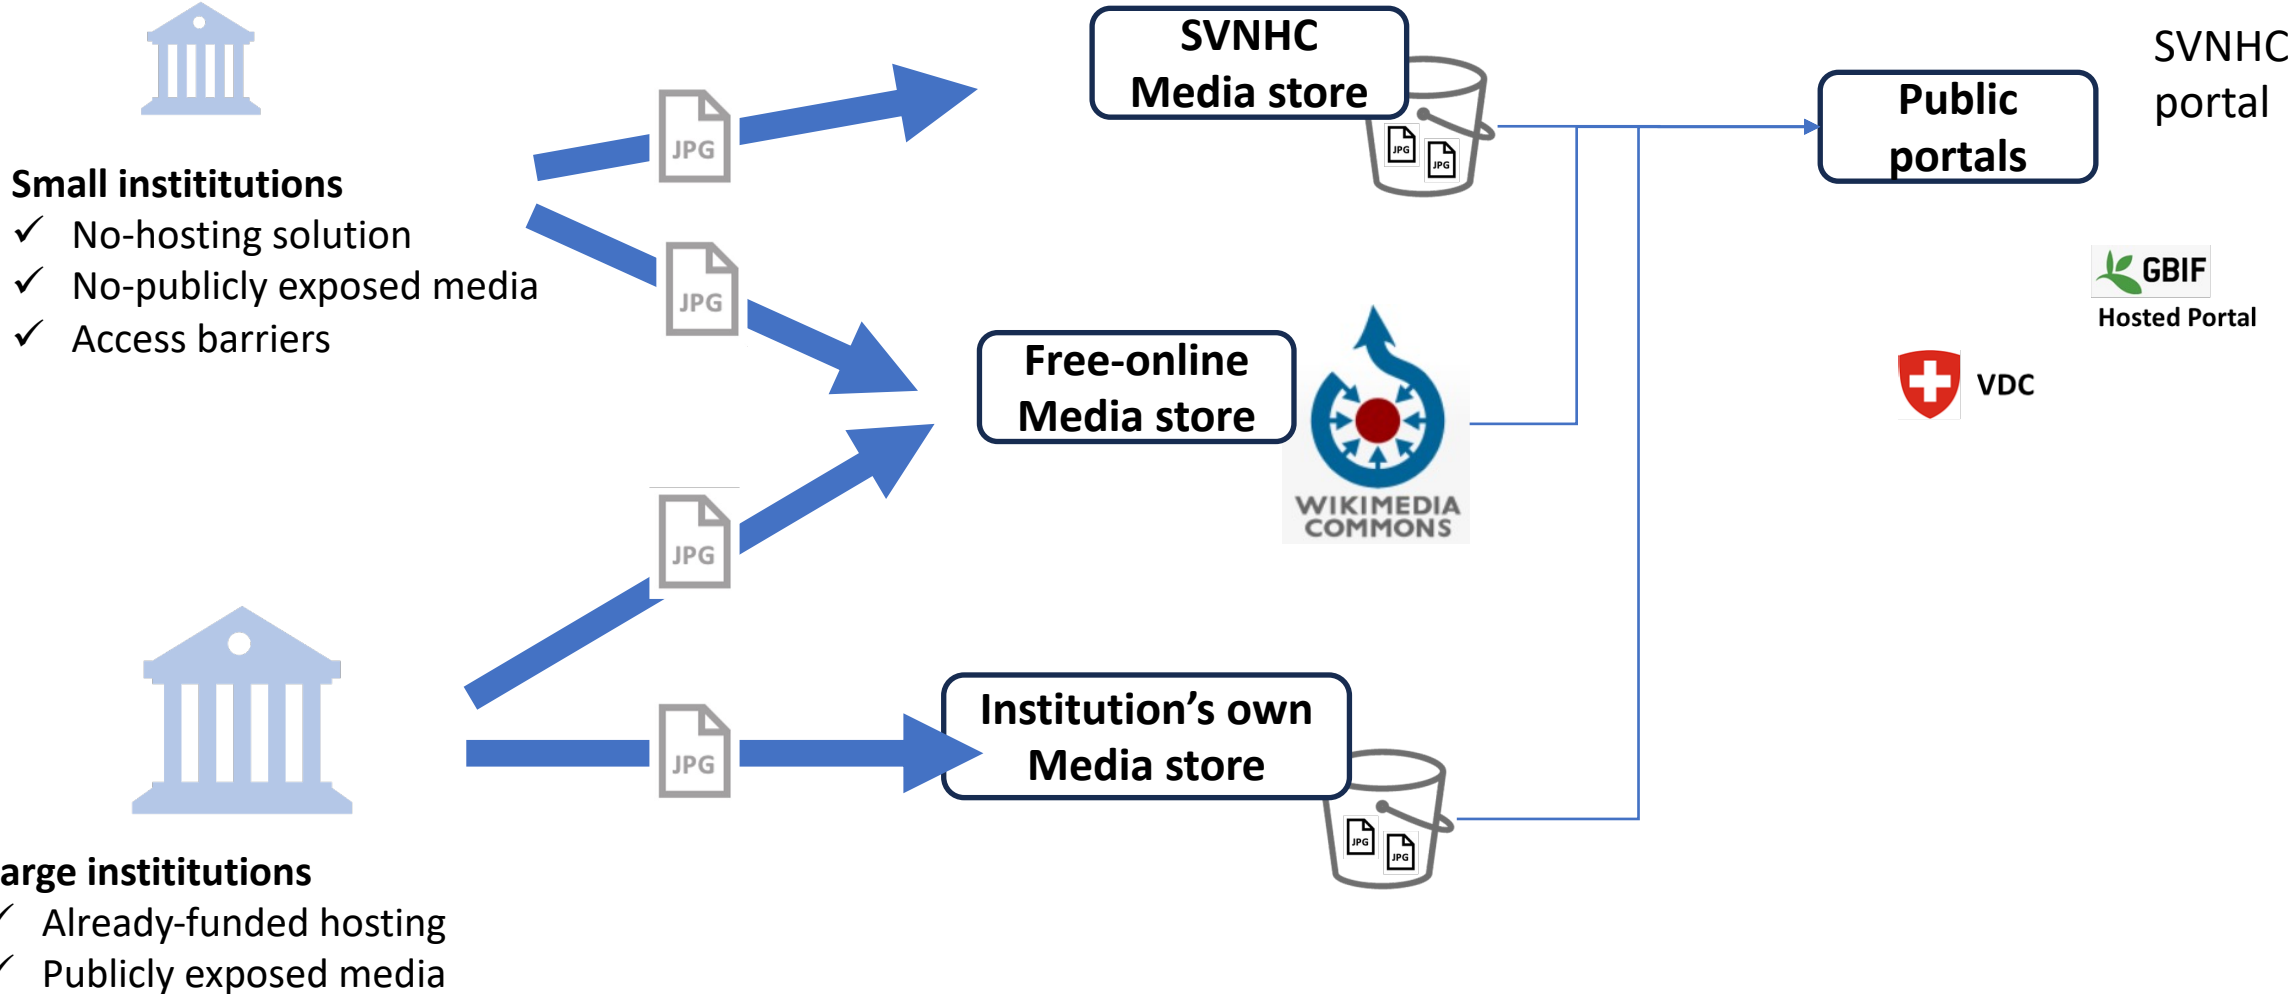 Small instititutions
✓ No-hosting solution
✓ No-publicly exposed media
✓ Access barriers
JPG
JPG
JPG
JPG
arge instititutions
✓ Already-funded hosting
✓ Publicly exposed media
SVNHC
Media store
JPG
JPG
Free-online
Media store
WIKIMEDIA
COMMONS
Institution’s own
Media store
JPG
JPG
Public
portals
SVNHC
portal
GBIF
Hosted Portal
VDC